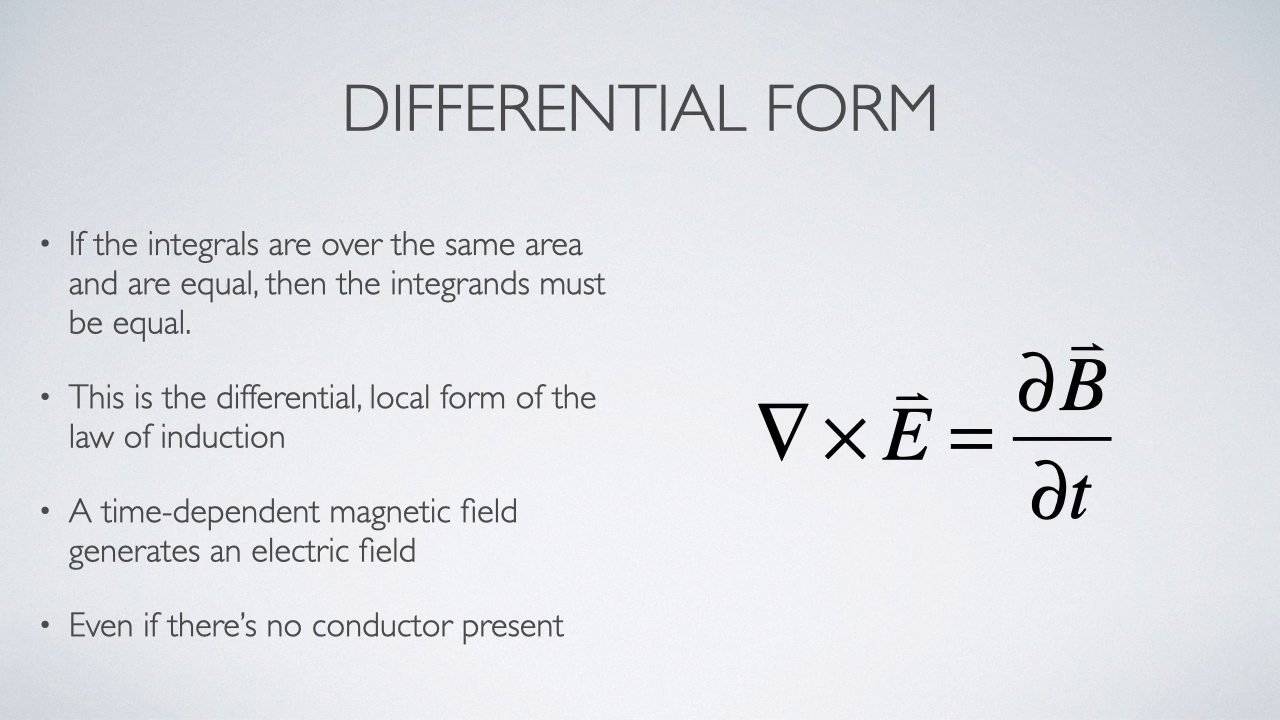 DIFFERENTIAL FORM
• If the integrals are over the same area
and are equal, then the integrands must
be equal.
• This is the differential, local form of the
law of induction
• A time-dependent magnetic field
generates an electric field
• Even if there’s no conductor present
∇ × E⃗ = ∂B⃗ / ∂t